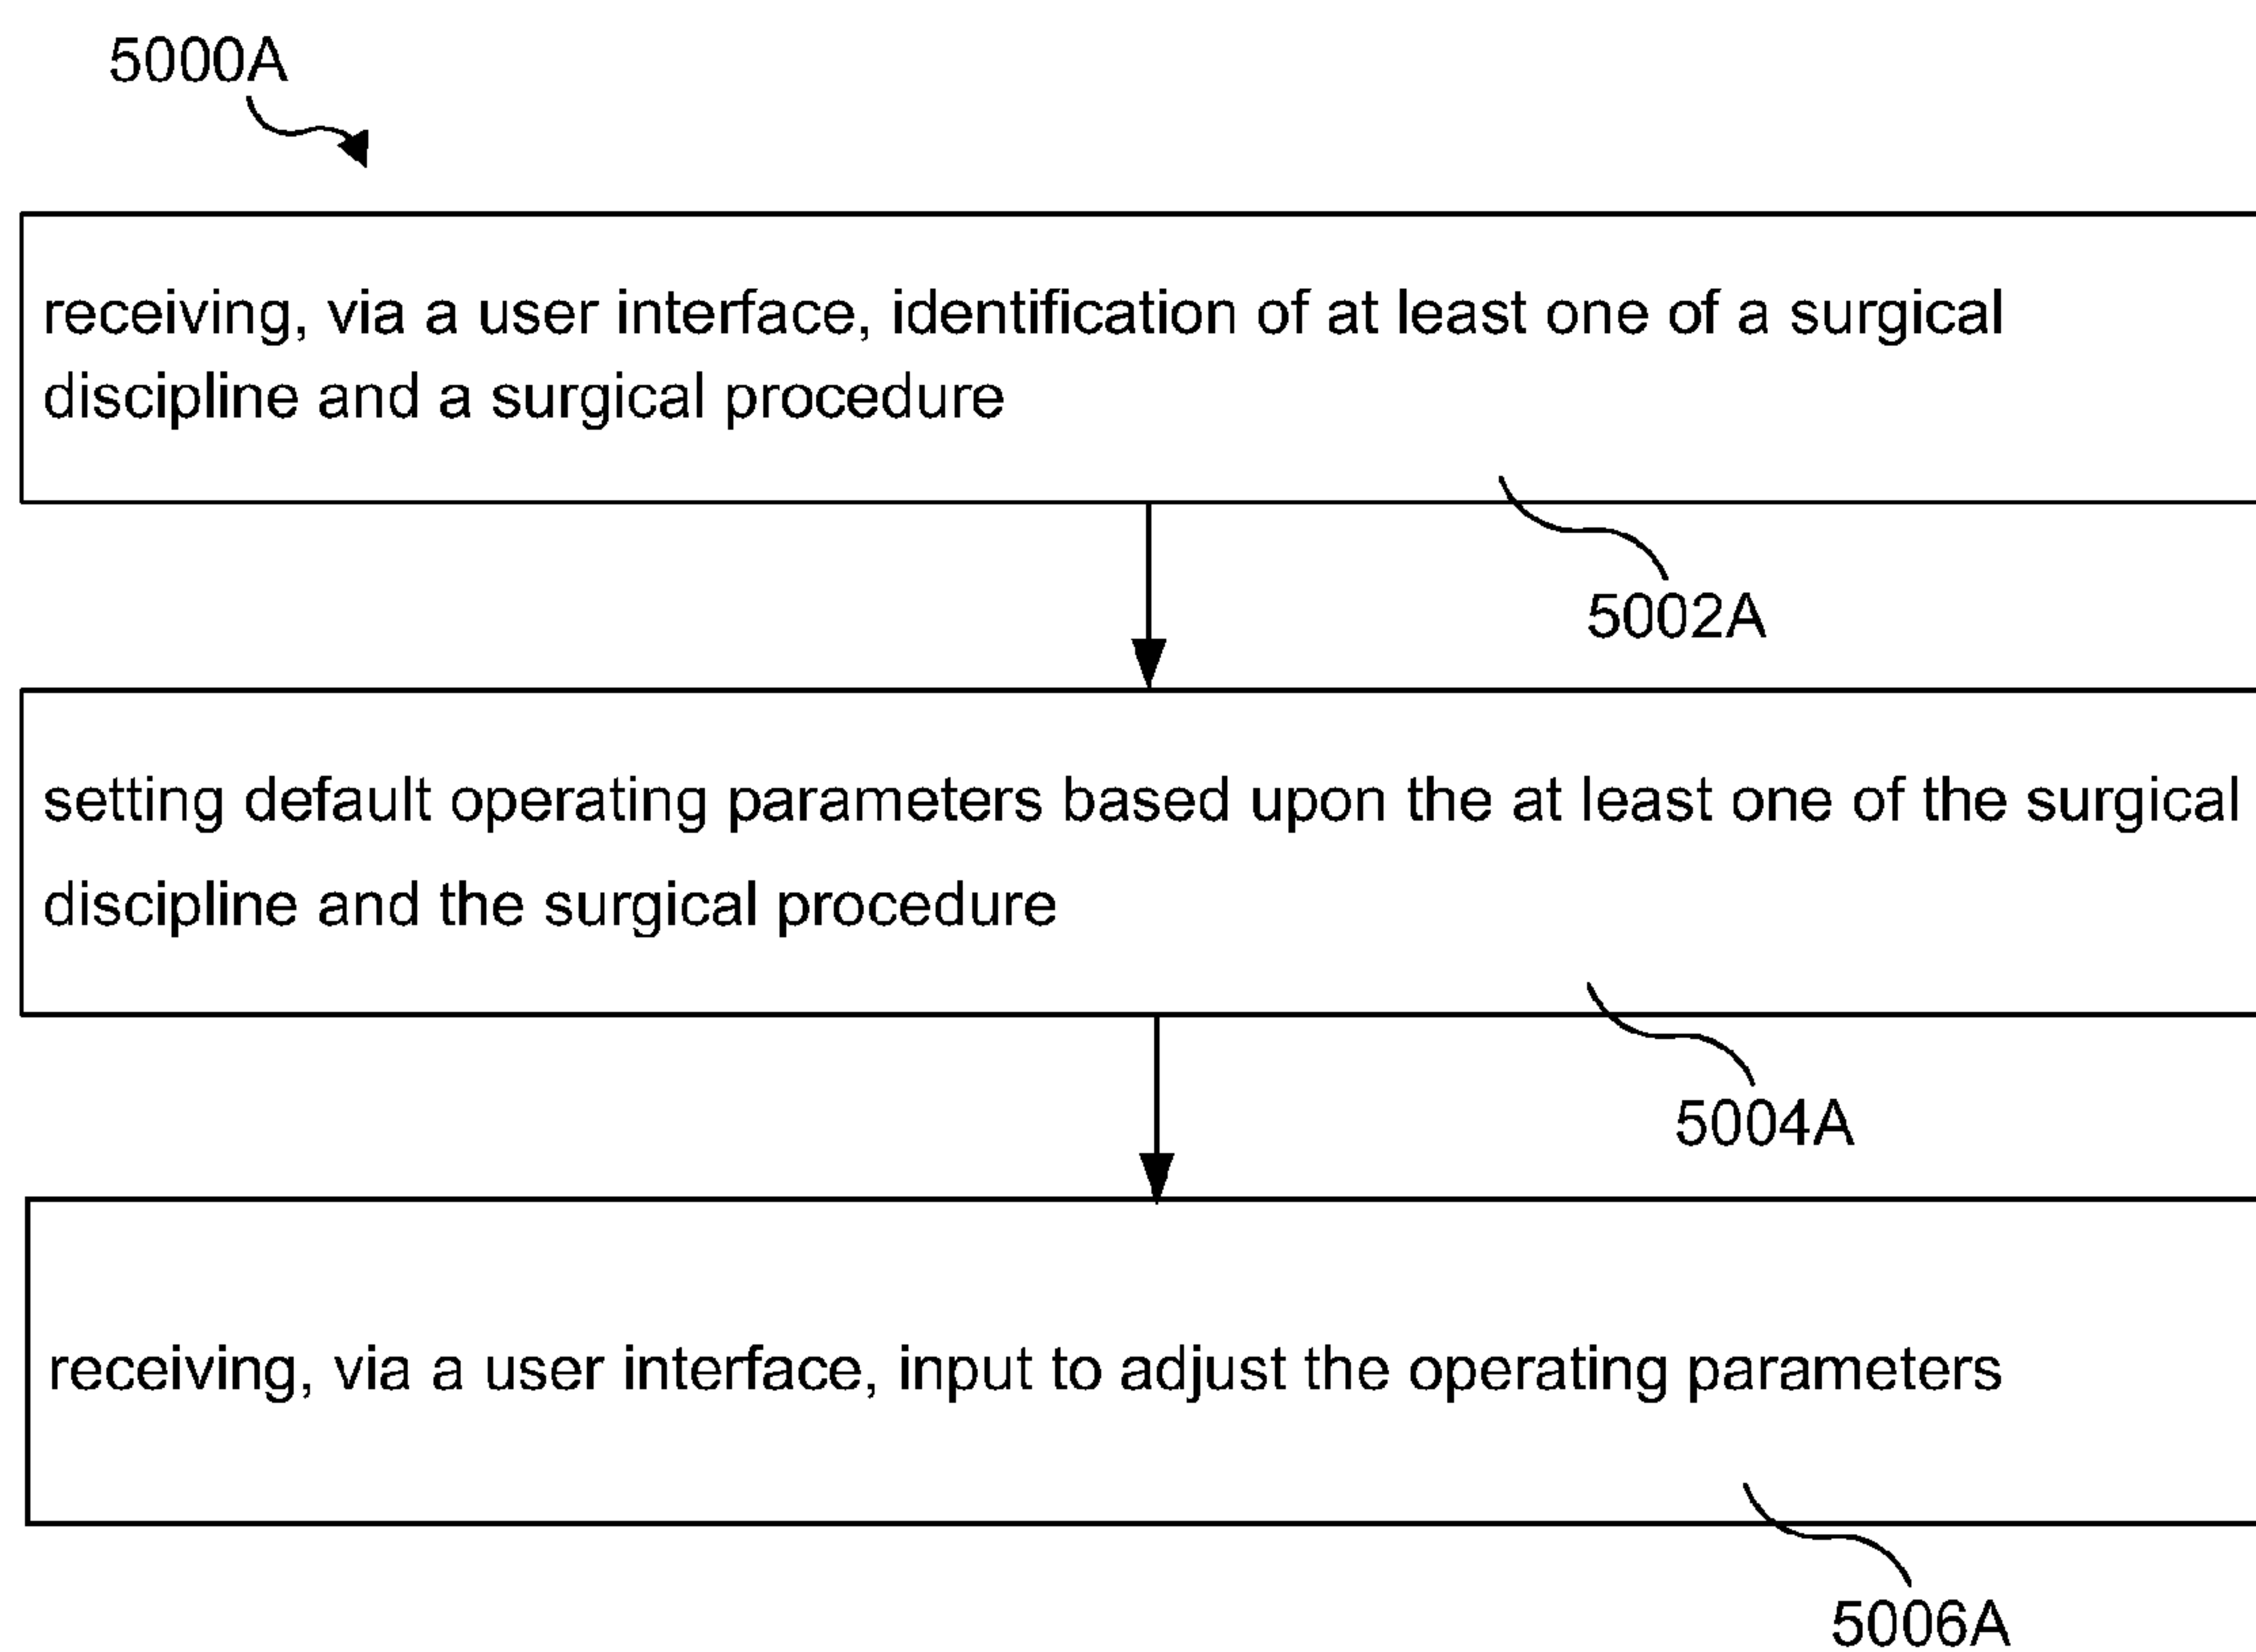 5000A
receiving, via a user interface, identification of at least one of a surgical
discipline and a surgical procedure
5002A
setting default operating parameters based upon the at least one of the surgical
discipline and the surgical procedure
5004A
receiving, via a user interface, input to adjust the operating parameters
5006A